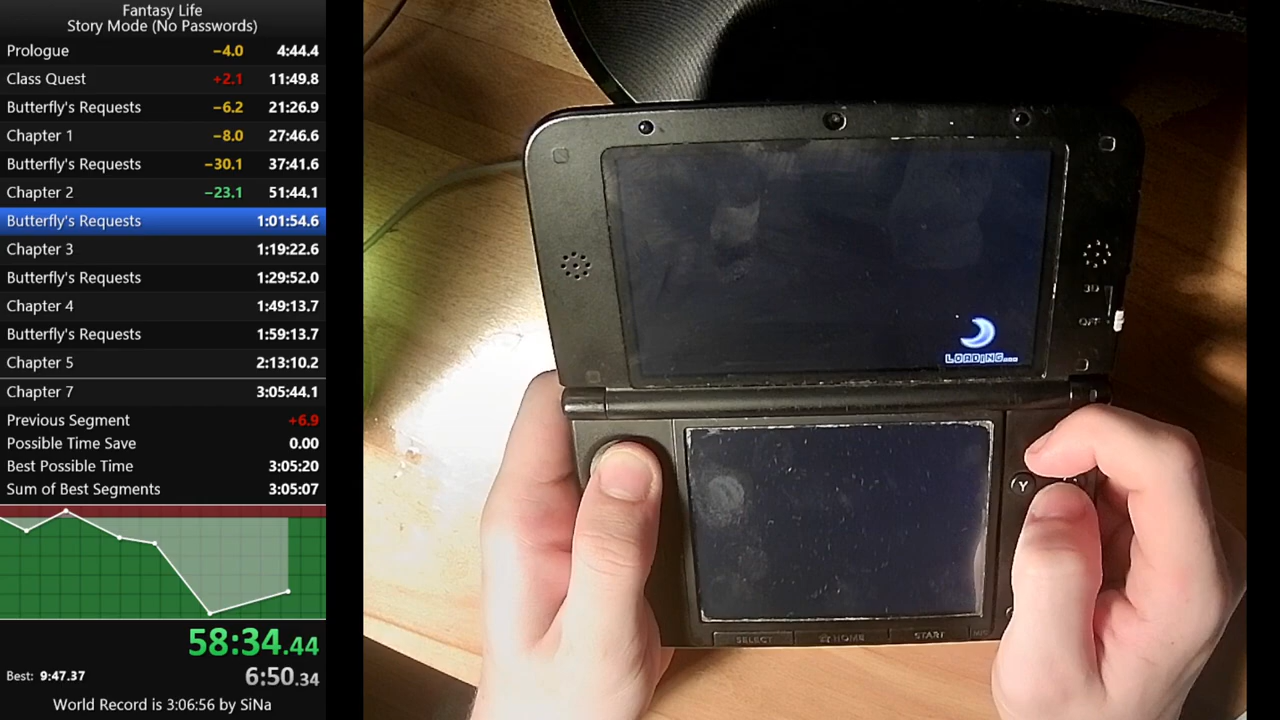 Fantasy Life
Story Mode (No Passwords)
Prologue −4.0 4:44.4
Class Quest +2.1 11:49.8
Butterfly's Requests −6.2 21:26.9
Chapter 1 −8.0 27:46.6
Butterfly's Requests −30.1 37:41.6
Chapter 2 −23.1 51:44.1
Butterfly's Requests 1:01:54.6
Chapter 3 1:19:22.6
Butterfly's Requests 1:29:52.0
Chapter 4 1:49:13.7
Butterfly's Requests 1:59:13.7
Chapter 5 2:13:10.2
Chapter 7 3:05:44.1
Previous Segment +6.9
Possible Time Save 0.00
Best Possible Time 3:05:20
Sum of Best Segments 3:05:07
58:34.44
Best: 9:47.37 6:50.34
World Record is 3:06:56 by SiNa
3D
OFF
LOADING...
Y
SELECT HOME START